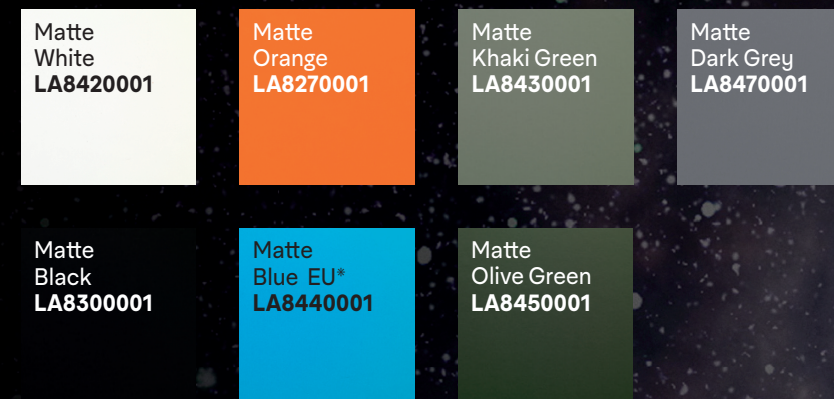 Matte
White
LA8420001
Matte
Orange
LA8270001
Matte
Khaki Green
LA8430001
Matte
Dark Grey
LA8470001
Matte
Black
LA8300001
Matte
Blue EU*
LA8440001
Matte
Olive Green
LA8450001